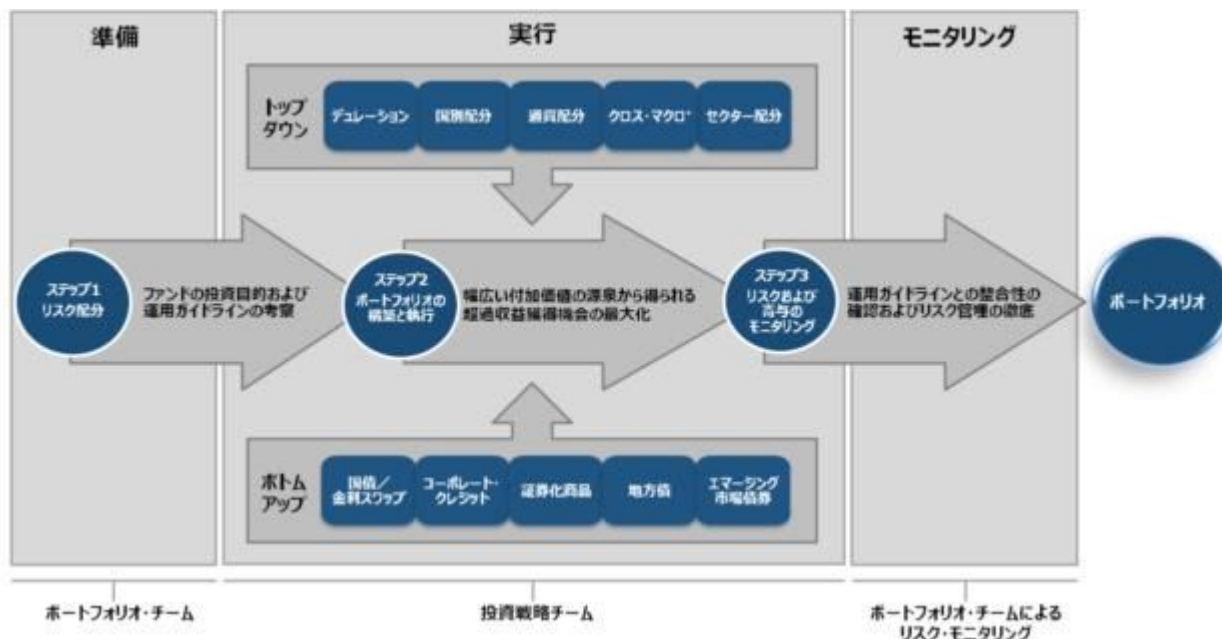 準備
実行
モニタリング
トップ
ダウン
デュレーション
国別配分
通貨配分
クロス・マクロ*
セクター配分
ステップ1
リスク配分
ファンドの投資目的および
運用ガイドラインの考察
ステップ2
ポートフォリオの
構築と執行
幅広い付加価値の源泉から得られる
超過収益獲得機会の最大化
ステップ3
リスクおよび
寄与の
モニタリング
運用ガイドラインとの整合性の
確認およびリスク管理の徹底
ポートフォリオ
ボトム
アップ
国債／
金利スワップ
コーポレート・
クレジット
証券化商品
地方債
エマージング
市場債券
ポートフォリオ・チーム
投資戦略チーム
ポートフォリオ・チームによる
リスク・モニタリング